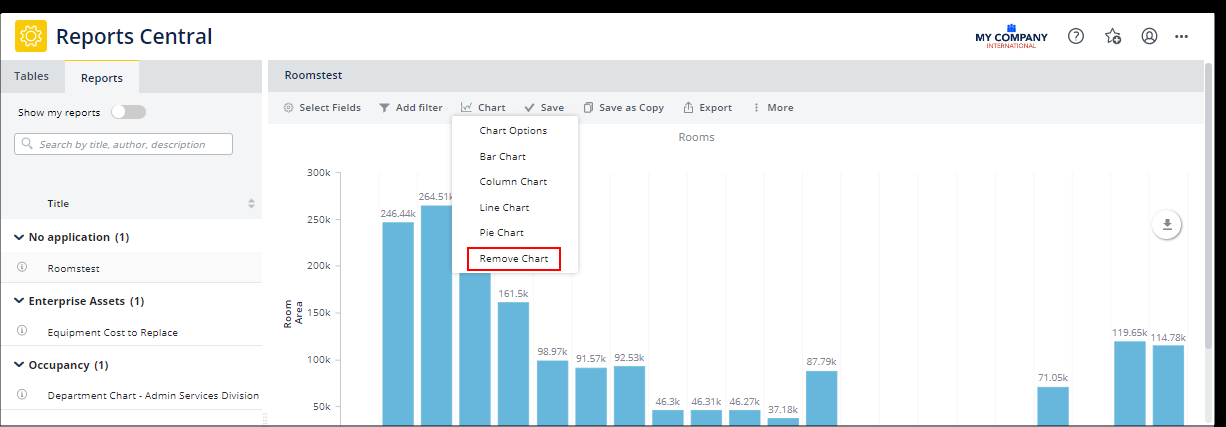 Reports Central
MY COMPANY
INTERNATIONAL
Tables
Reports
Show my reports
Search by title, author, description
Title
No application (1)
Roomstest
Enterprise Assets (1)
Equipment Cost to Replace
Occupancy (1)
Department Chart - Admin Services Division
Roomstest
Select Fields
Add filter
Chart
Save
Save as Copy
Export
More
Chart Options
Bar Chart
Column Chart
Line Chart
Pie Chart
Remove Chart
Rooms
Room
Area
300k
250k
200k
150k
100k
50k
246.44k
264.51k
161.5k
98.97k
91.57k
92.53k
46.3k
46.31k
46.27k
37.18k
87.79k
71.05k
119.65k
114.78k